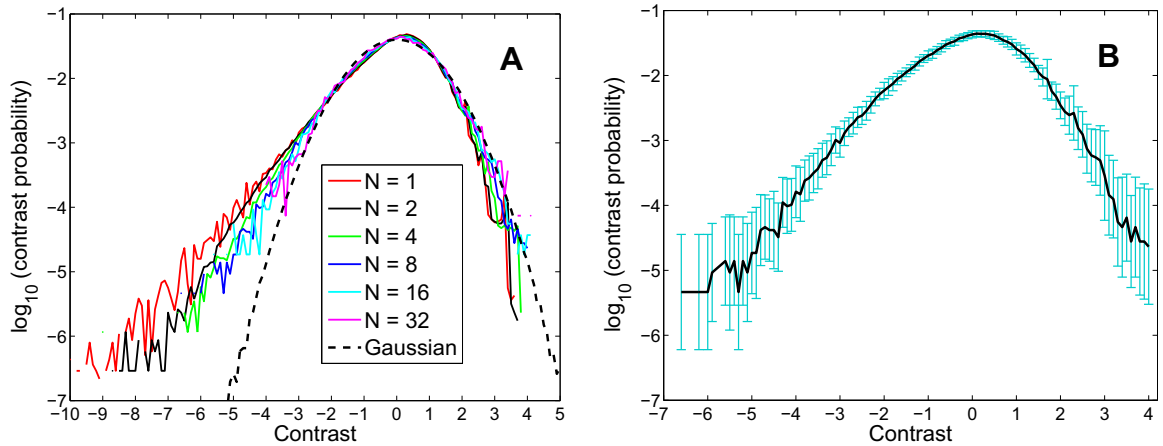 A
log10 (contrast probability)
−1
−2
−3
−4
−5
−6
−7
N = 1
N = 2
N = 4
N = 8
N = 16
N = 32
Gaussian
−10 −9 −8 −7 −6 −5 −4 −3 −2 −1 0 1 2 3 4 5
Contrast
B
log10 (contrast probability)
−1
−2
−3
−4
−5
−6
−7
−7 −6 −5 −4 −3 −2 −1 0 1 2 3 4
Contrast